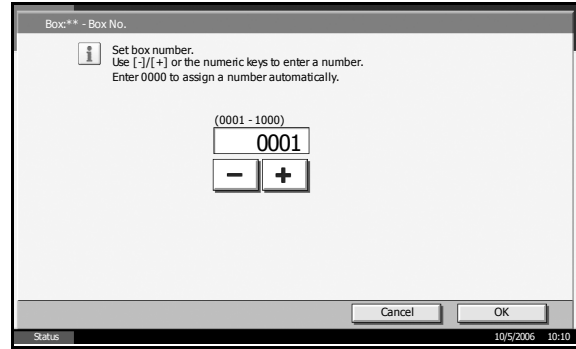 Box:** - Box No.
Set box number.
Use [-]/[+] or the numeric keys to enter a number.
Enter 0000 to assign a number automatically.
(0001 - 1000)
0001
− +
Cancel OK
Status 10/5/2006 10:10